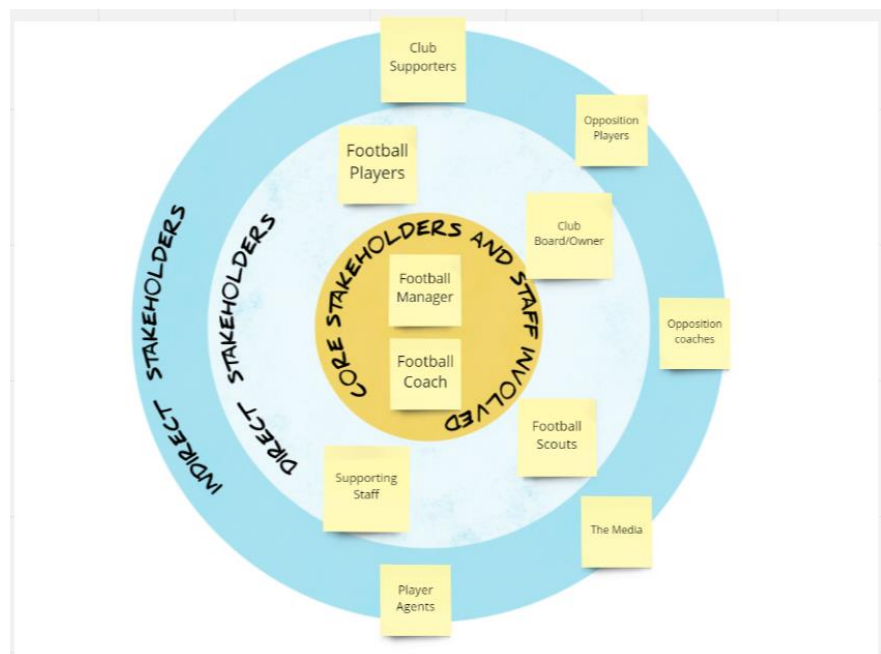 Club
Supporters
Opposition
Players
Football
Players
Club
Board/Owner
INDIRECT STAKEHOLDERS
DIRECT STAKEHOLDERS
CORE STAKEHOLDERS AND STAFF INVOLVED
Football
Manager
Opposition
coaches
Football
Coach
Football
Scouts
Supporting
Staff
The Media
Player
Agents